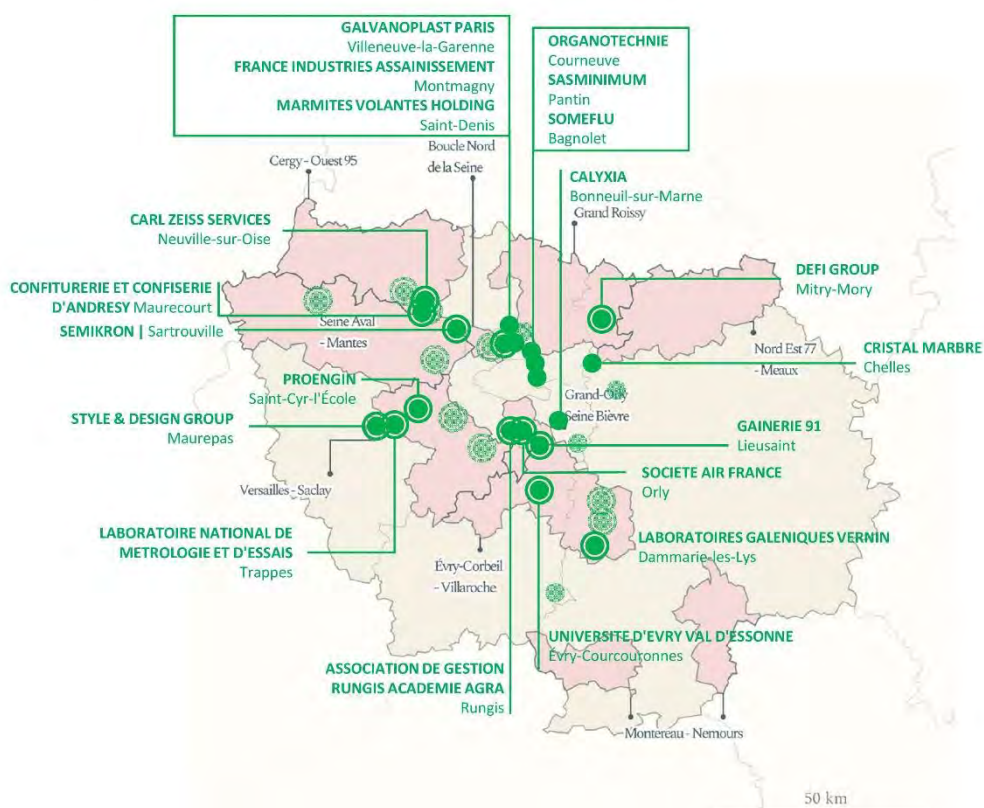 GALVANOPLAST PARIS
Villeneuve-la-Garenne
FRANCE INDUSTRIES ASSAINISSEMENT
Montmagny
MARMITES VOLANTES HOLDING
Saint-Denis
ORGANOTECHNIE
Courneuve
SASMINIMUM
Pantin
SOMEFLU
Bagnolet
Boucle Nord
de la Seine
Cergy - Ouest 95
CALYXIA
Bonneuil-sur-Marne
Grand Roissy
CARL ZEISS SERVICES
Neuville-sur-Oise
DEFI GROUP
Mitry-Mory
CONFITURERIE ET CONFISERIE
D'ANDRESY Maurecourt
SEMIKRON | Sartrouville
Seine Aval
- Mantes
Nord Est 77
- Meaux
CRISTAL MARBRE
Chelles
PROENGIN
Saint-Cyr-l'École
Grand-Orly
Seine Bièvre
STYLE & DESIGN GROUP
Maurepas
GAINERIE 91
Lieusaint
SOCIETE AIR FRANCE
Orly
Versailles - Saclay
LABORATOIRE NATIONAL DE
METROLOGIE ET D'ESSAIS
Trappes
LABORATOIRES GALENIQUES VERNIN
Dammarie-les-Lys
Évry-Corbeil
- Villaroche
UNIVERSITE D'EVRY VAL D'ESSONNE
Évry-Courcouronnes
ASSOCIATION DE GESTION
RUNGIS ACADEMIE AGRA
Rungis
Montereau - Nemours
50 km